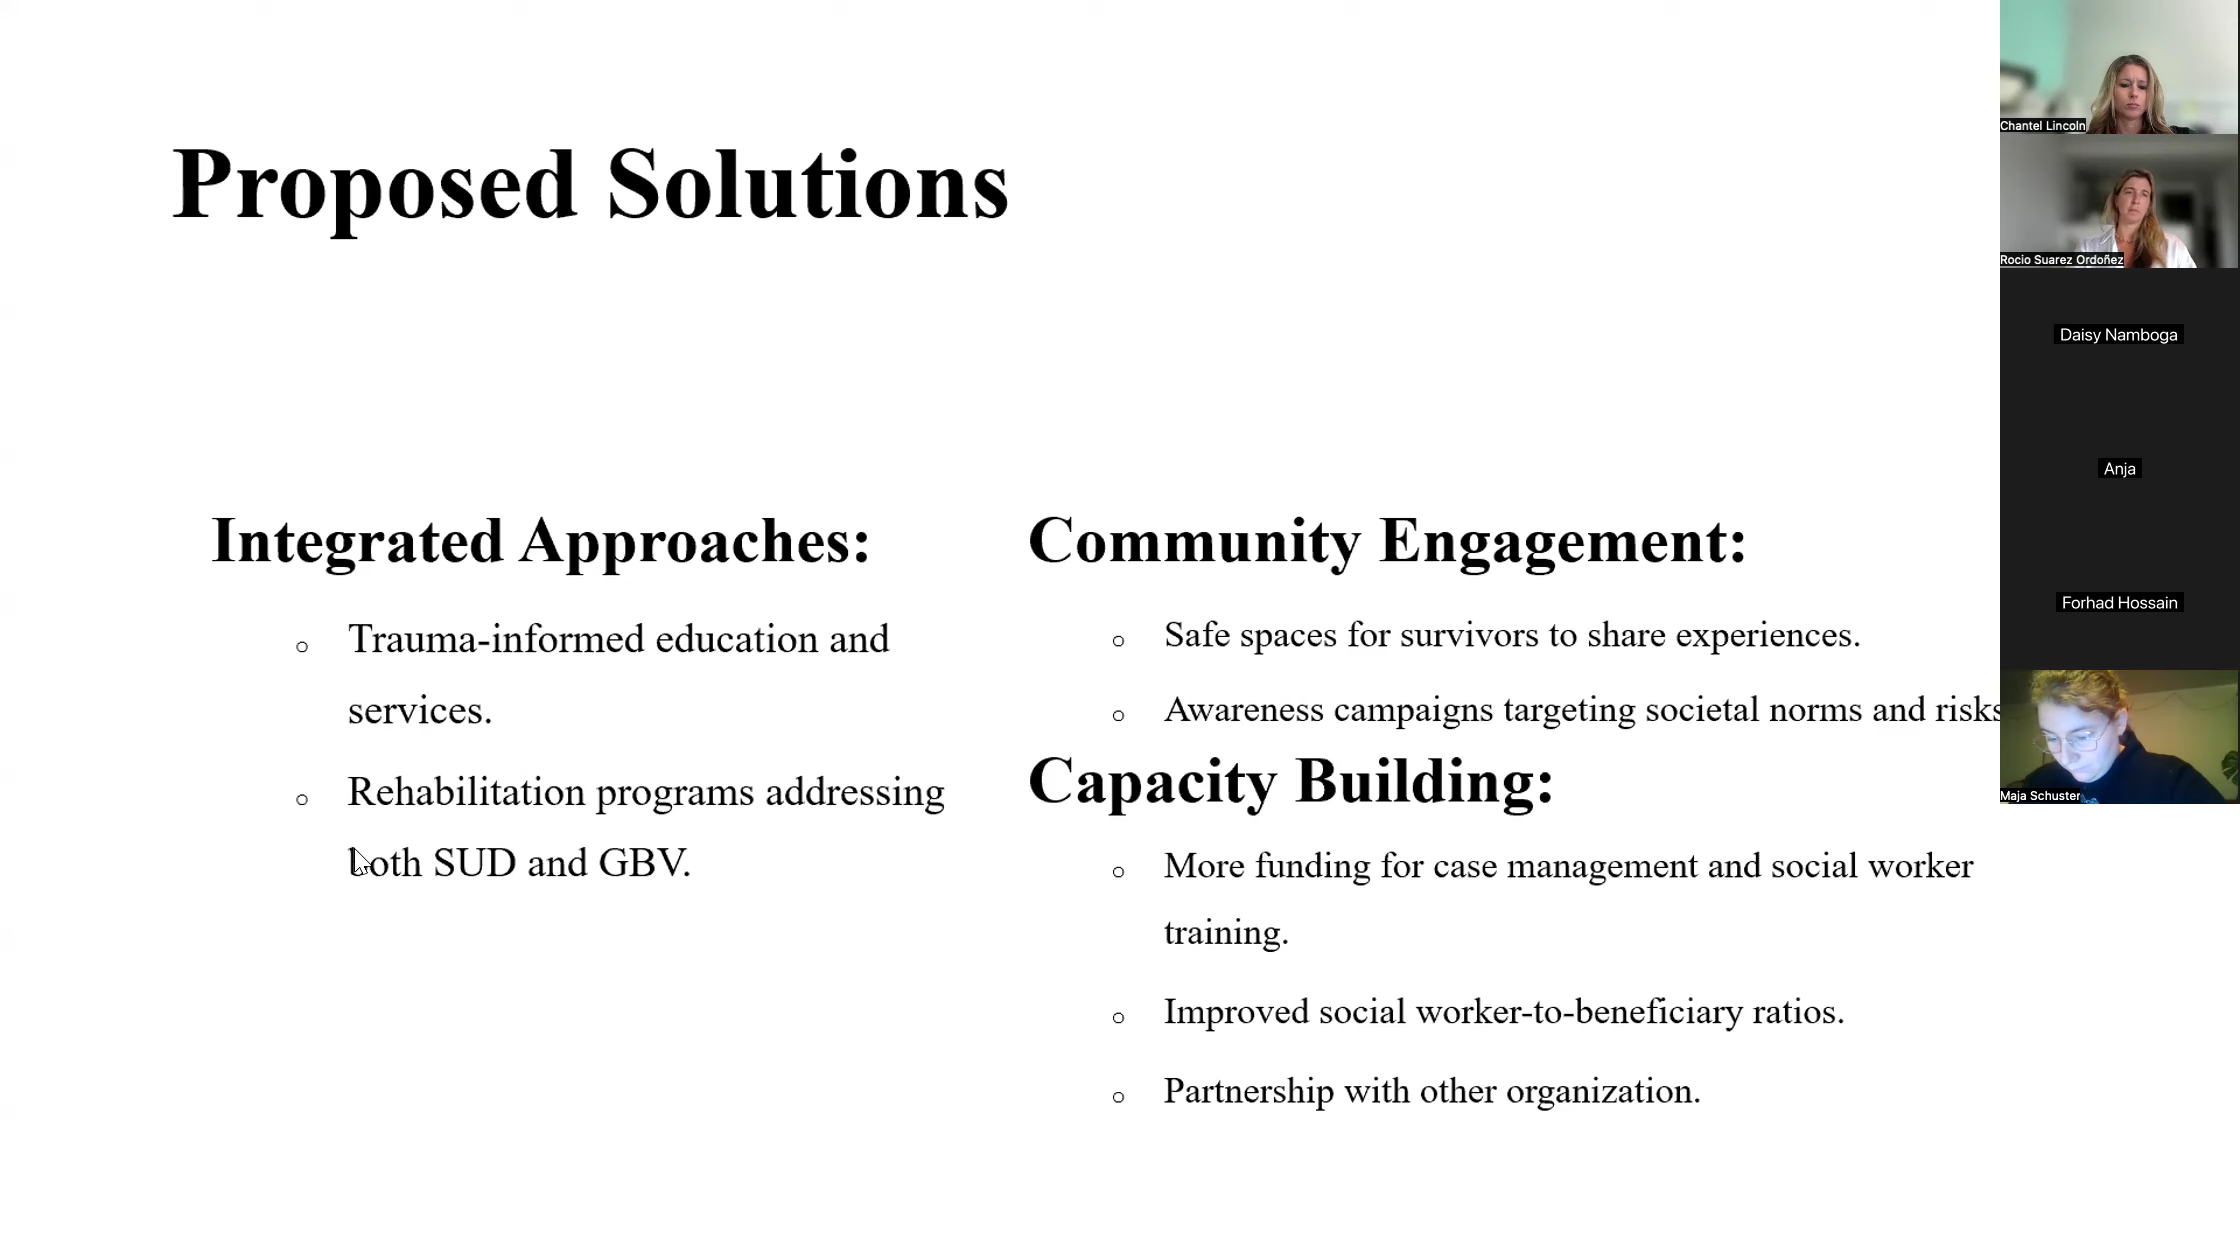 Proposed Solutions
Integrated Approaches:
o Trauma-informed education and
services.
o Rehabilitation programs addressing
both SUD and GBV.
Community Engagement:
o Safe spaces for survivors to share experiences.
o Awareness campaigns targeting societal norms and risks
Capacity Building:
o More funding for case management and social worker
training.
o Improved social worker-to-beneficiary ratios.
o Partnership with other organization.
Chantel Lincoln
Rocio Suarez Ordoñez
Daisy Namboga
Anja
Forhad Hossain
Maja Schuster